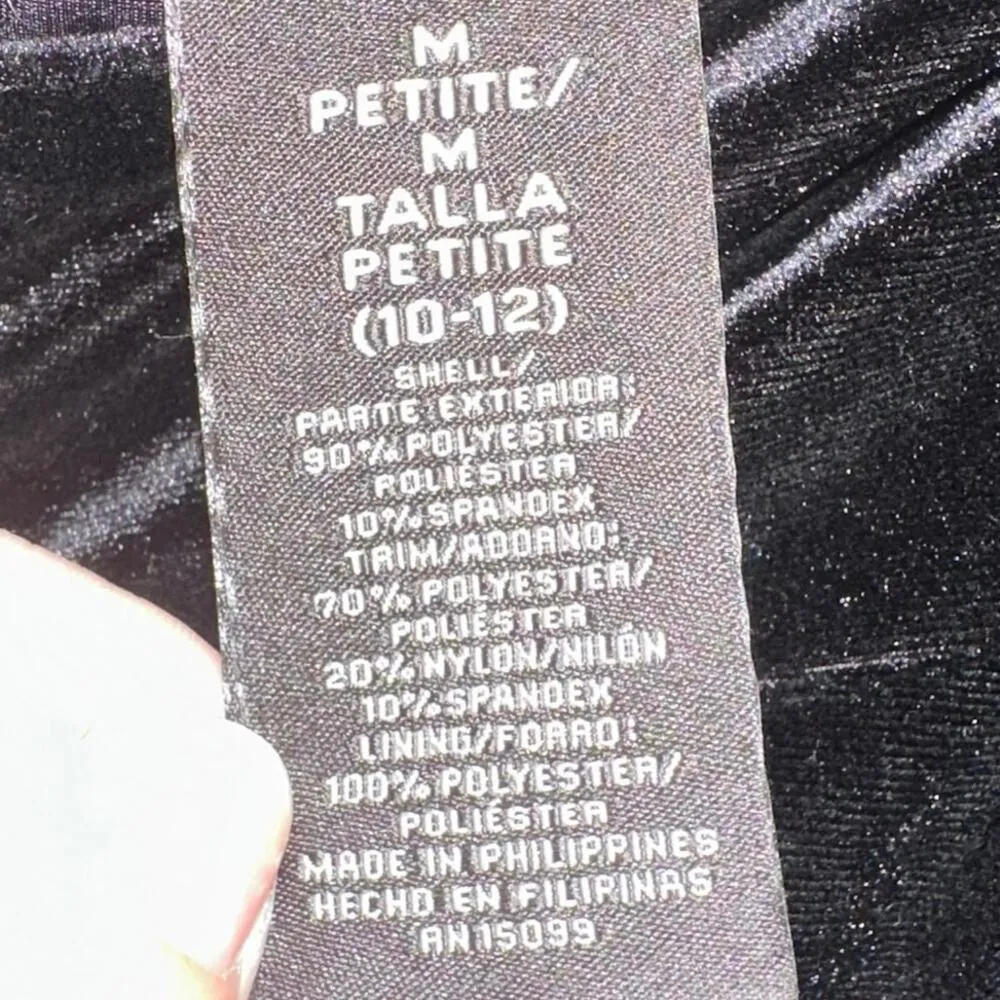 M
PETITE/
M
TALLA
PETITE
(10-12)
SHELL/
PARTE EXTERIOR:
90% POLYESTER/
POLIÉSTER
10% SPANDEX
TRIM/ADORNO:
70% POLYESTER/
POLIÉSTER
20% NYLON/NILÓN
10% SPANDEX
LINING/FORRO:
100% POLYESTER/
POLIÉSTER
MADE IN PHILIPPINES
HECHO EN FILIPINAS
AN15099